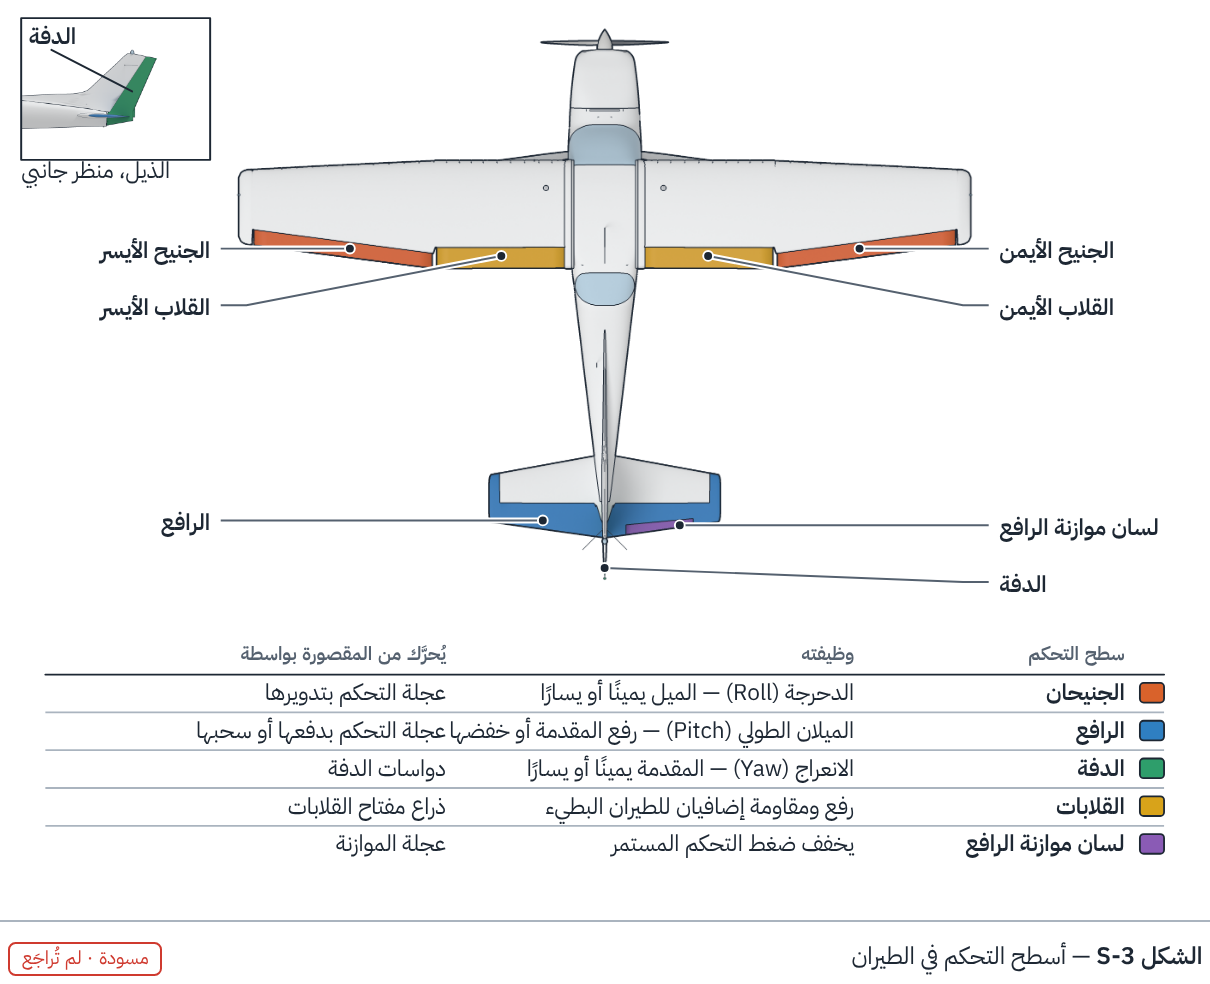 الدفة
الذيل، منظر جانبي
الجنيح الأيسر
الجنيح الأيمن
القلاب الأيسر
القلاب الأيمن
الرافع
لسان موازنة الرافع
الدفة
سطح التحكم وظيفته يُحرَّك من المقصورة بواسطة
الجنيحان الدحرجة (Roll) — الميل يمينًا أو يسارًا عجلة التحكم بتدويرها
الرافع الميلان الطولي (Pitch) — رفع المقدمة أو خفضها عجلة التحكم بدفعها أو سحبها
الدفة الانعراج (Yaw) — المقدمة يمينًا أو يسارًا دواسات الدفة
القلابات رفع ومقاومة إضافيان للطيران البطيء ذراع مفتاح القلابات
لسان موازنة الرافع يخفف ضغط التحكم المستمر عجلة الموازنة
الشكل S-3 — أسطح التحكم في الطيران
مسودة · لم تُراجَع